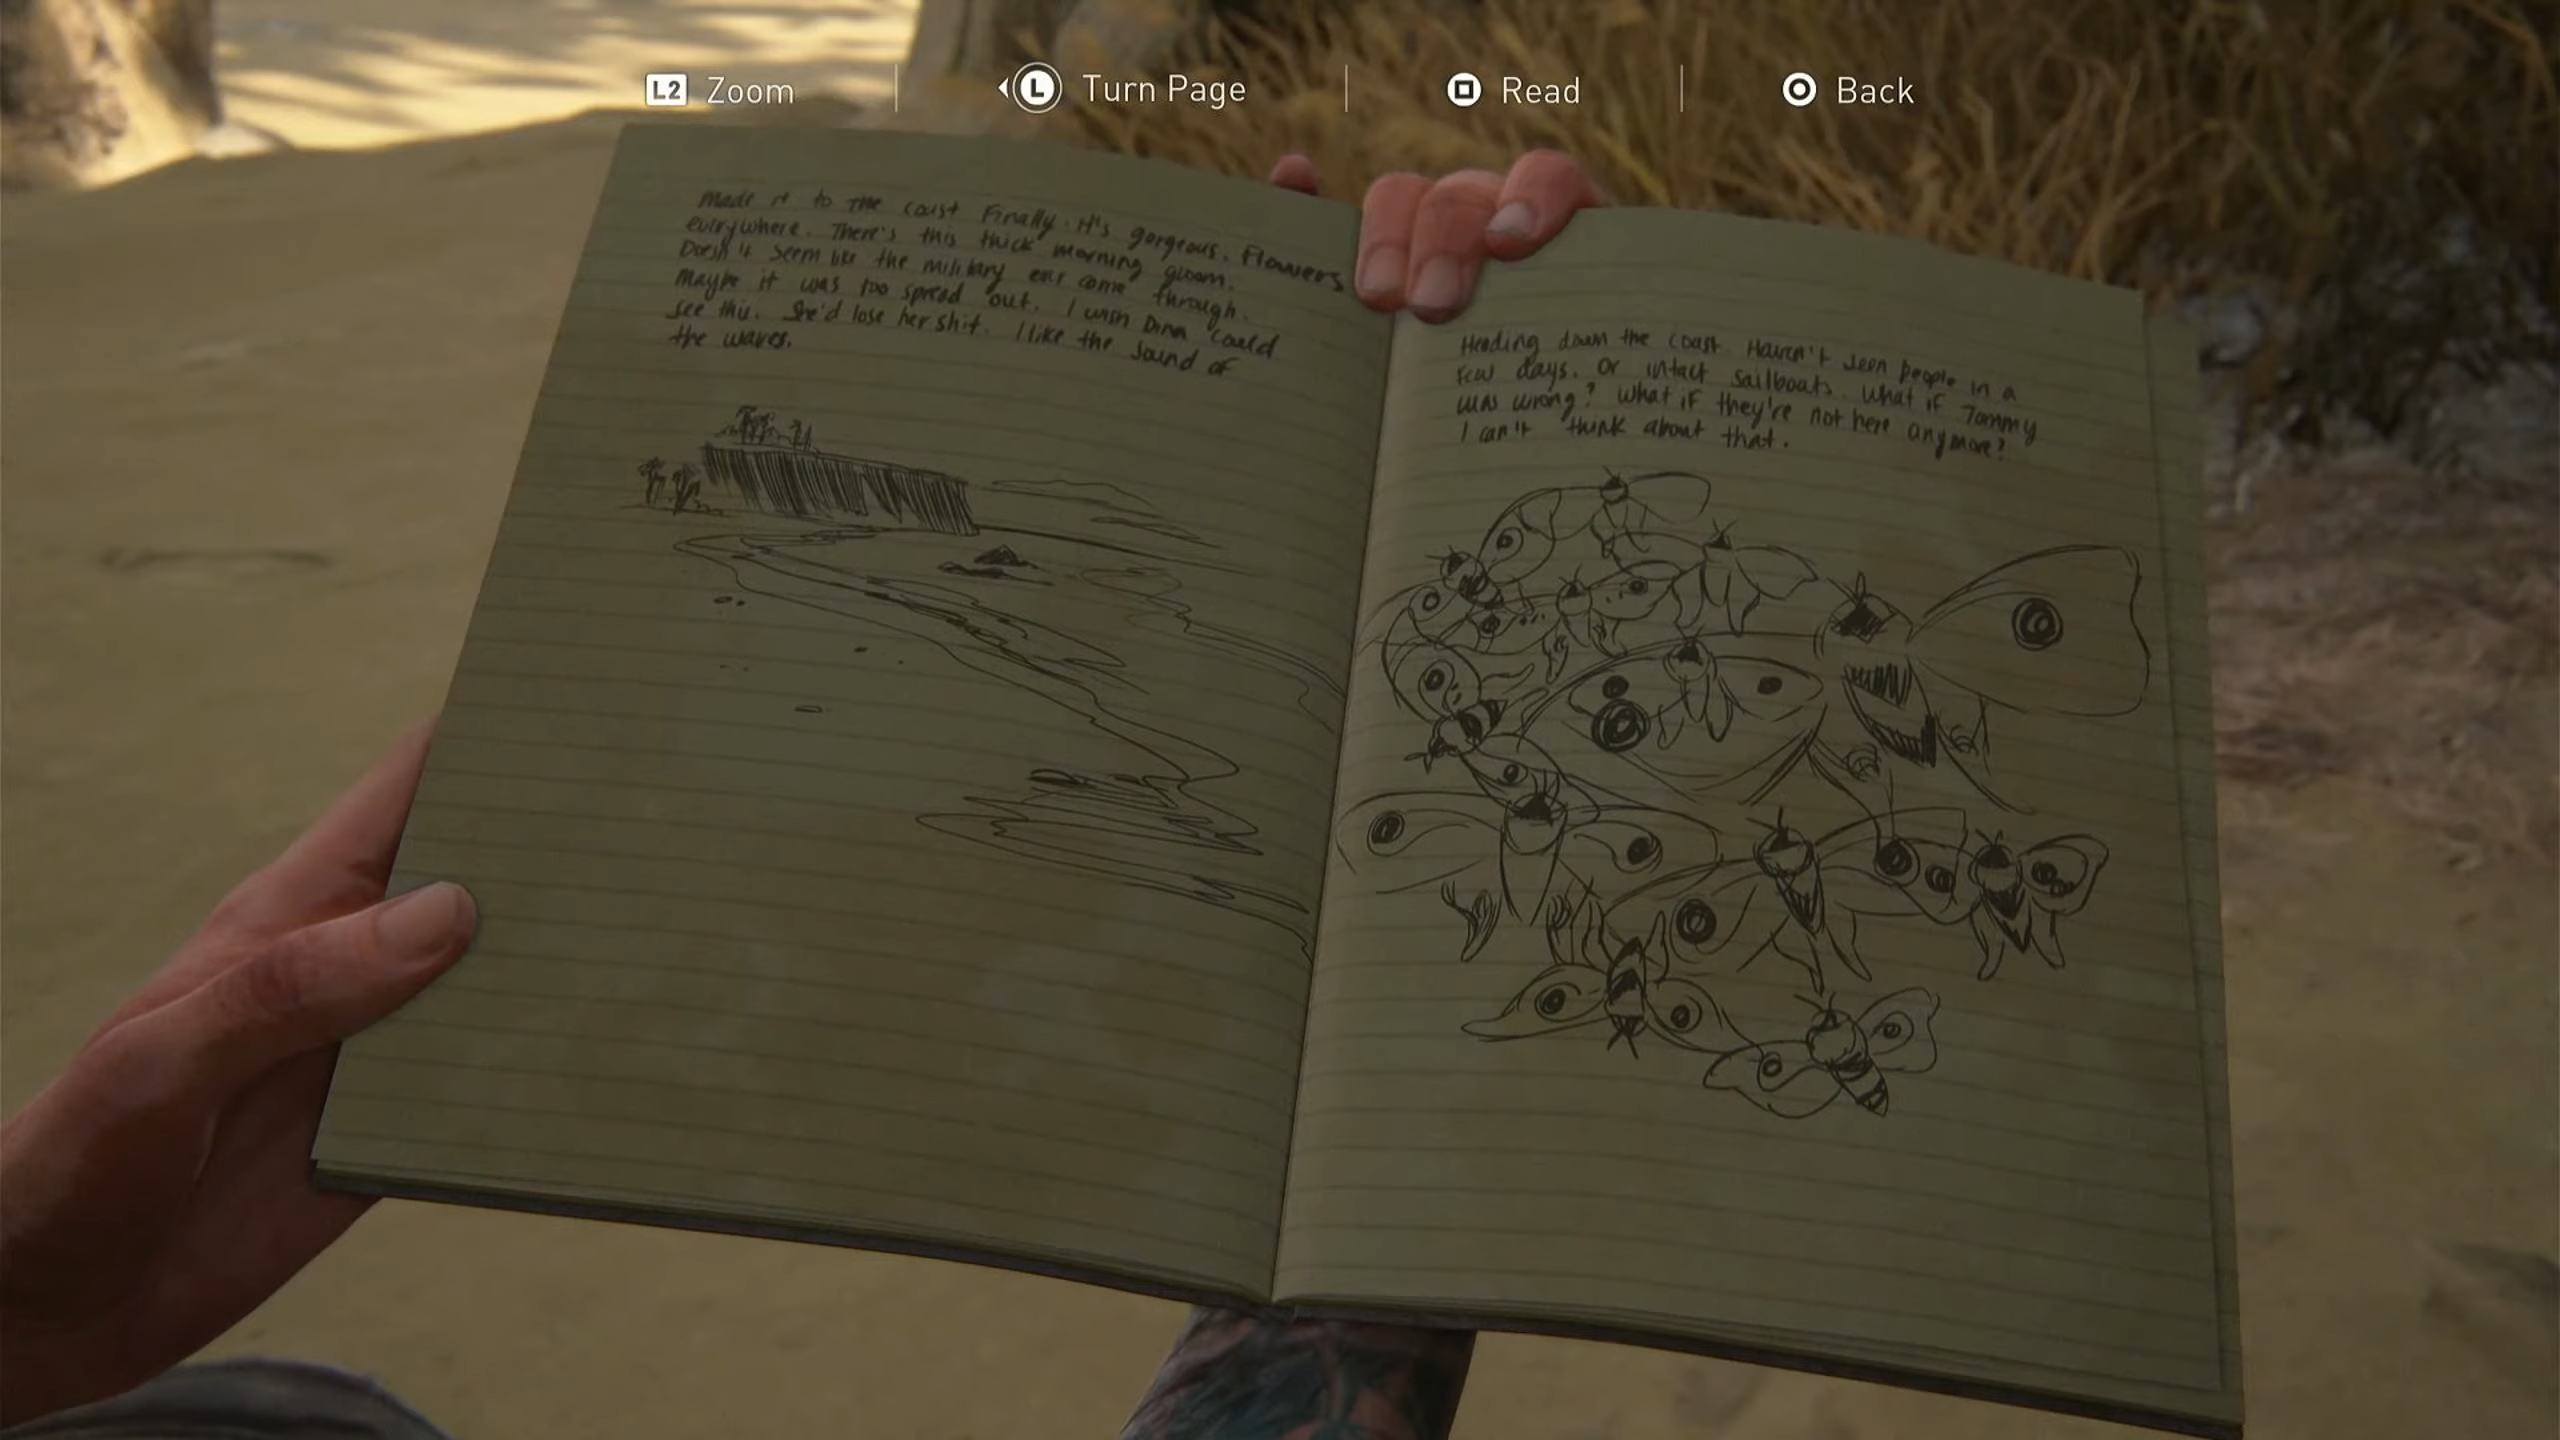 L2 Zoom
L Turn Page
Read
Back
Made it to the coast finally. It's gorgeous. Flowers
everywhere. There's this thick morning gloom.
Doesn't seem like the military ever came through.
Maybe it was too spread out. I wish Dina could
see this. She'd lose her shit. I like the sound of
the waves.
Heading down the coast. Haven't seen people in a
few days. Or intact sailboats. What if Tommy
was wrong? What if they're not here anymore?
I can't think about that.